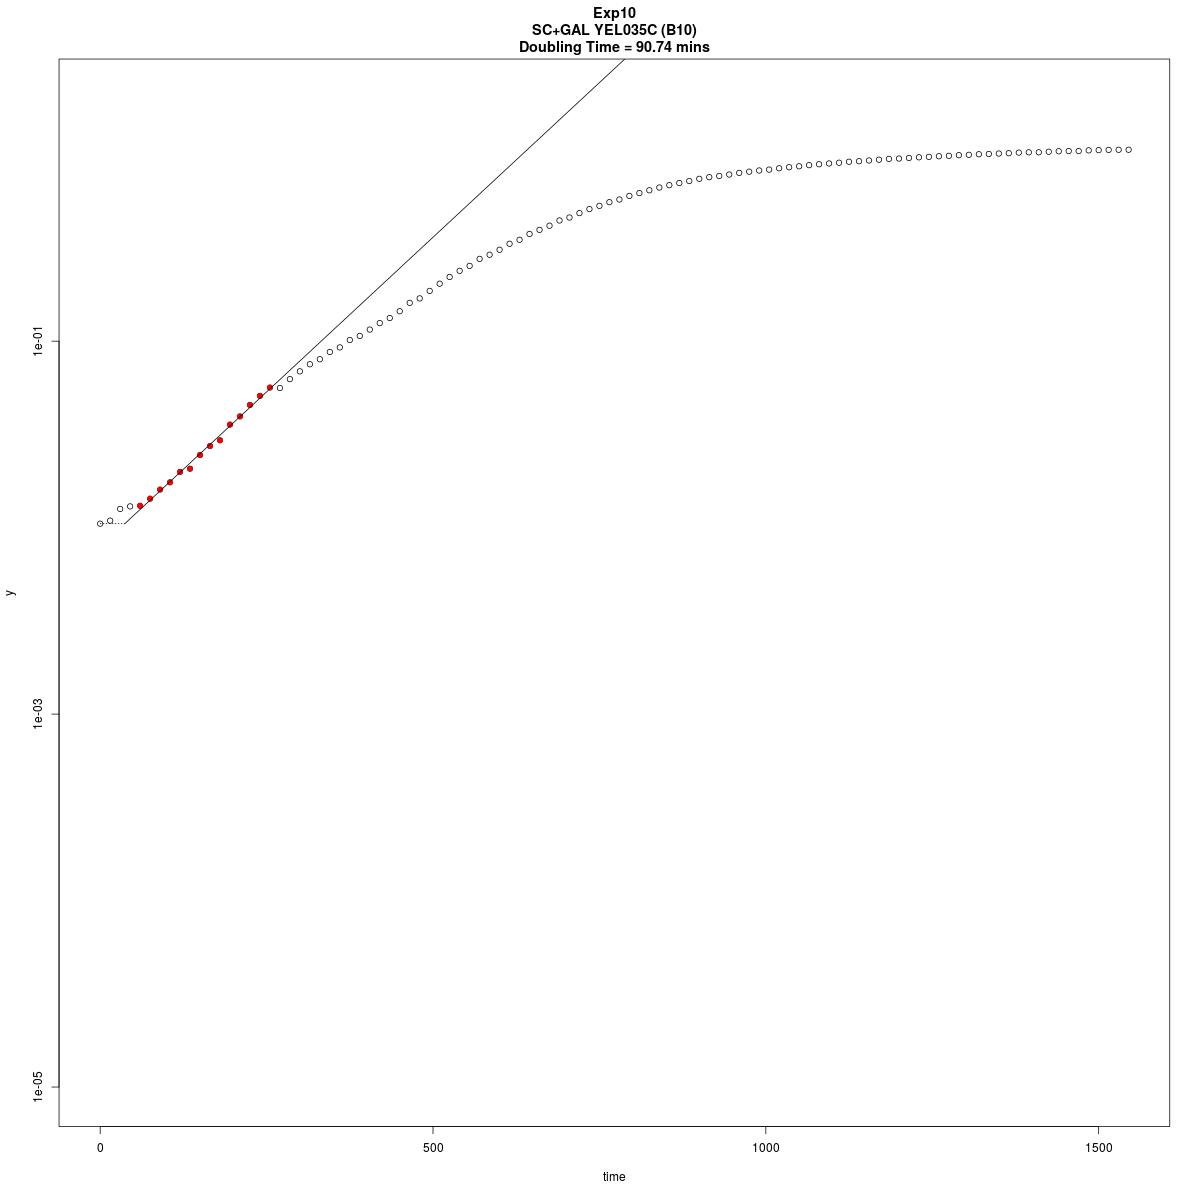 Exp10
SC+GAL YEL035C (B10)
Doubling Time = 90.74 mins
1e-01
1e-03
1e-05
y
0
500
1000
1500
time